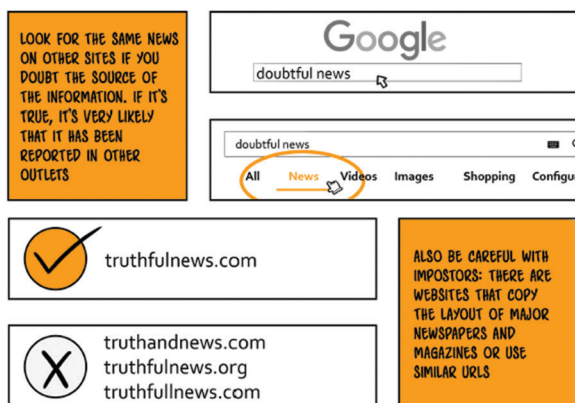 LOOK FOR THE SAME NEWS
ON OTHER SITES IF YOU
DOUBT THE SOURCE OF
THE INFORMATION. IF IT'S
TRUE, IT'S VERY LIKELY
THAT IT HAS BEEN
REPORTED IN OTHER
OUTLETS
Google
doubtful news
doubtful news
All News Videos Images Shopping
truthfulnews.com
truthandnews.com
truthfulnews.org
truthfullnews.com
ALSO BE CAREFUL WITH
IMPOSTORS: THERE ARE
WEBSITES THAT COPY
THE LAYOUT OF MAJOR
NEWSPAPERS AND
MAGAZINES OR USE
SIMILAR URLS